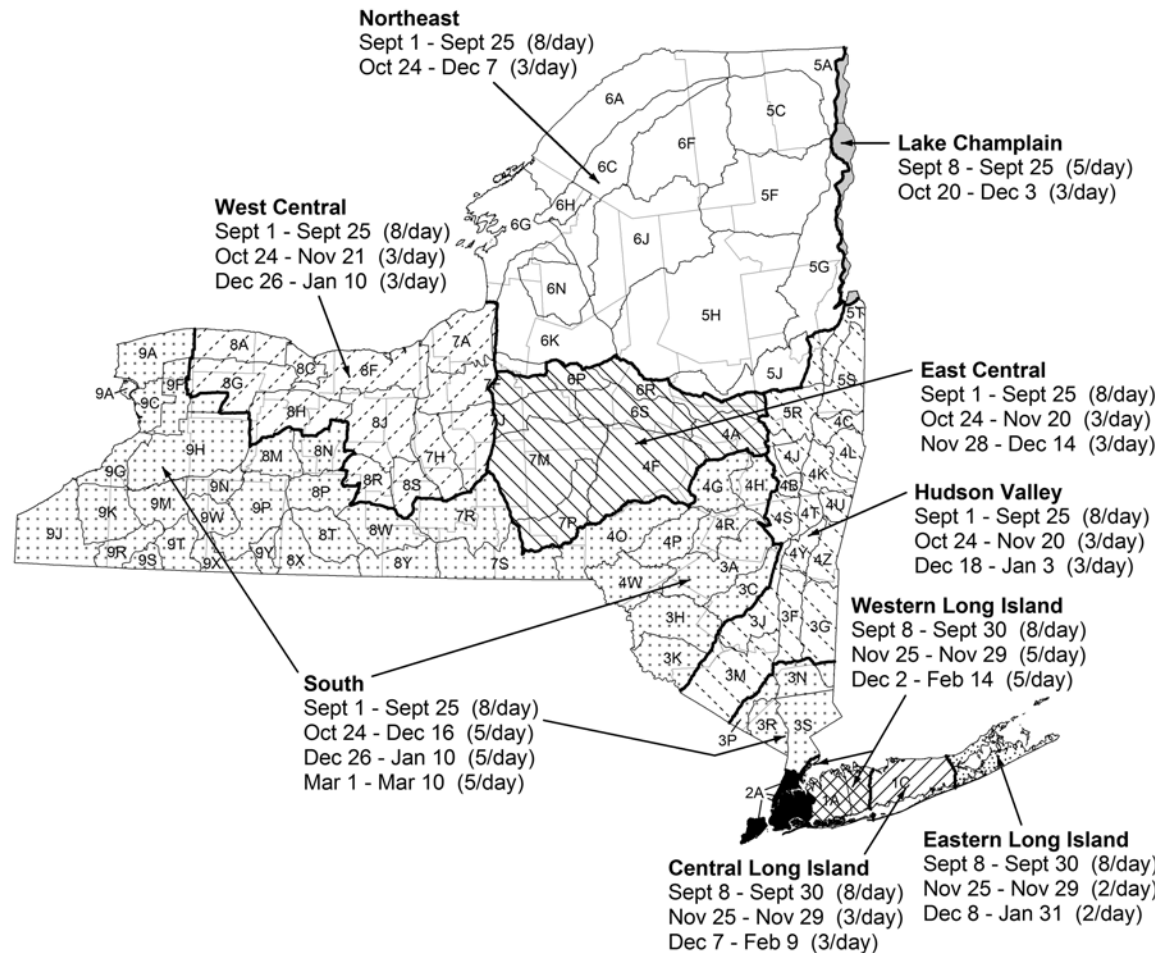 Northeast
Sept 1 - Sept 25 (8/day)
Oct 24 - Dec 7 (3/day)
Lake Champlain
Sept 8 - Sept 25 (5/day)
Oct 20 - Dec 3 (3/day)
West Central
Sept 1 - Sept 25 (8/day)
Oct 24 - Nov 21 (3/day)
Dec 26 - Jan 10 (3/day)
East Central
Sept 1 - Sept 25 (8/day)
Oct 24 - Nov 20 (3/day)
Nov 28 - Dec 14 (3/day)
Hudson Valley
Sept 1 - Sept 25 (8/day)
Oct 24 - Nov 20 (3/day)
Dec 18 - Jan 3 (3/day)
Western Long Island
Sept 8 - Sept 30 (8/day)
Nov 25 - Nov 29 (5/day)
Dec 2 - Feb 14 (5/day)
South
Sept 1 - Sept 25 (8/day)
Oct 24 - Dec 16 (5/day)
Dec 26 - Jan 10 (5/day)
Mar 1 - Mar 10 (5/day)
Central Long Island
Sept 8 - Sept 30 (8/day)
Nov 25 - Nov 29 (3/day)
Dec 7 - Feb 9 (3/day)
Eastern Long Island
Sept 8 - Sept 30 (8/day)
Nov 25 - Nov 29 (2/day)
Dec 8 - Jan 31 (2/day)
5A
6A
5C
6F
6C
6H
5F
6G
6J
5G
6N
5H
6K
5J
5T
9A
8A
8C
8F
7A
9A
9F
8G
9C
8H
8J
6P
6R
5S
6S
5R
4C
4A
9H
8M
8N
7H
7M
4F
4J
4L
9G
8R
8S
4G
4H
4B
4K
9K
9M
9N
8P
9P
7R
7P
4S
4T
4U
9J
9W
8T
8W
4O
4P
4R
9R
9S
9T
9X
9Y
8X
8Y
7S
4W
3A
4Y
4Z
3C
3H
3J
3F
3G
3K
3M
3N
3P
3R
3S
2A
1A
1C